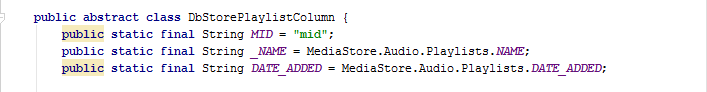 public abstract class DbStorePlaylistColumn {
public static final String MID = "mid";
public static final String _NAME = MediaStore.Audio.Playlists.NAME;
public static final String DATE_ADDED = MediaStore.Audio.Playlists.DATE_ADDED;